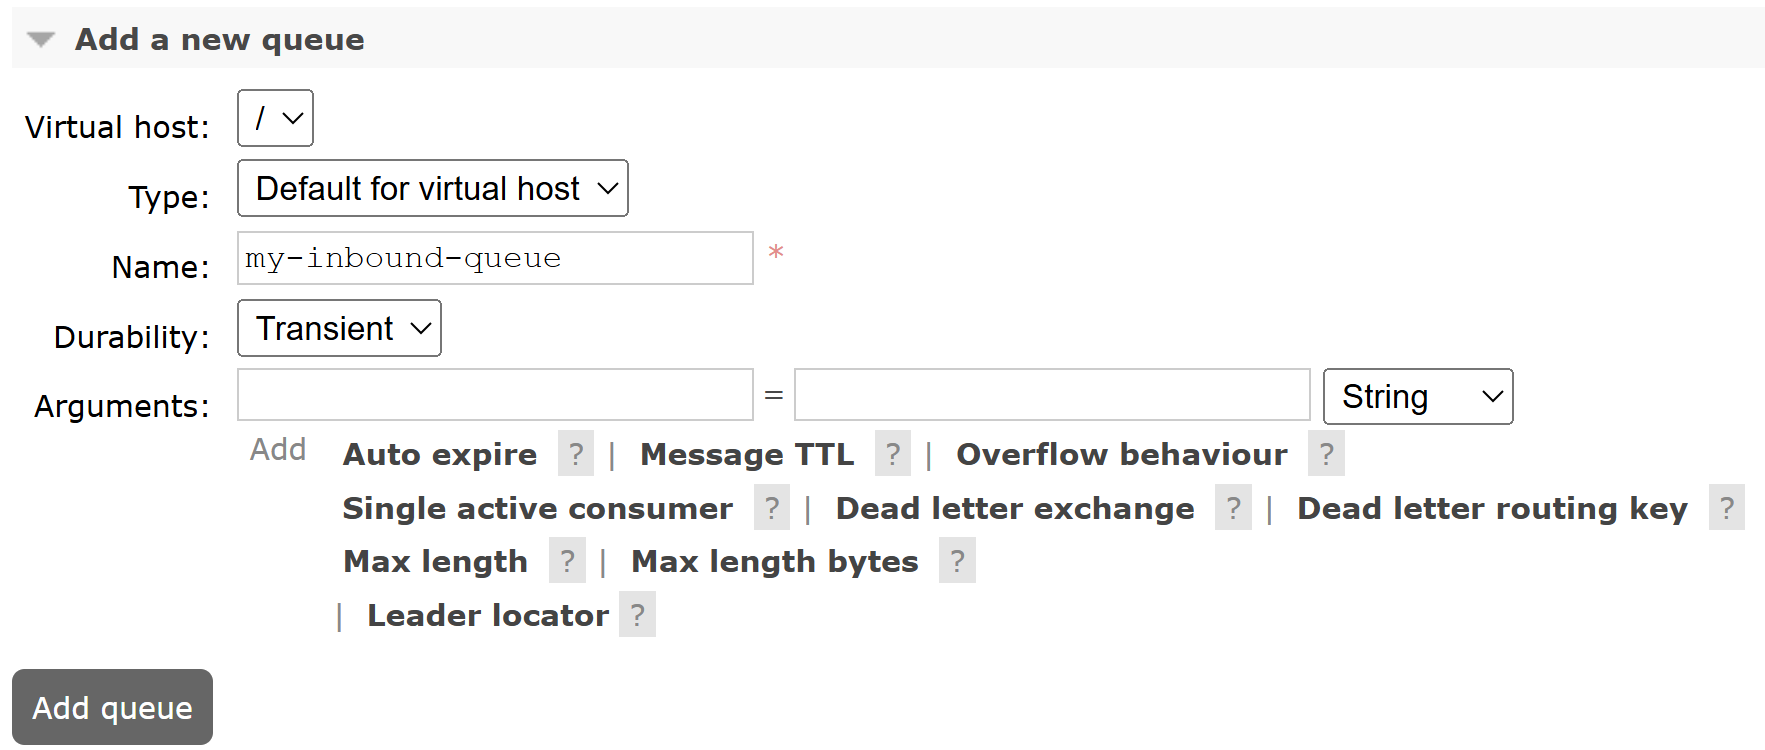 Add a new queue
Virtual host: /
Type: Default for virtual host
Name: my-inbound-queue *
Durability: Transient
Arguments: = String
Add Auto expire ? | Message TTL ? | Overflow behaviour ?
Single active consumer ? | Dead letter exchange ? | Dead letter routing key ?
Max length ? | Max length bytes ?
| Leader locator ?
Add queue